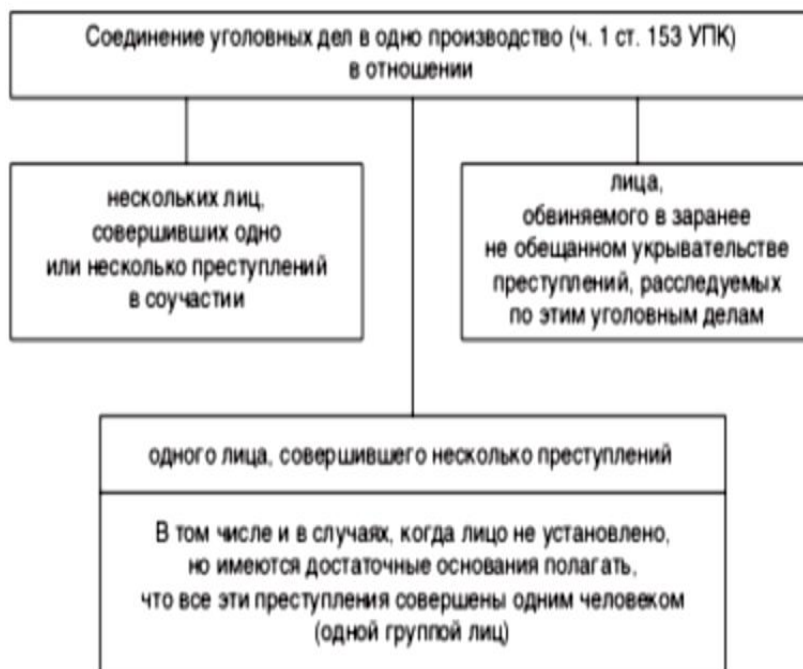 Соединение уголовных дел в одно производство (ч. 1 ст. 153 УПК)
в отношении
нескольких лиц,
совершивших одно
или несколько преступлений
в соучастии
лица,
обвиняемого в заранее
не обещанном укрывательстве
преступлений, расследуемых
по этим уголовным делам
одного лица, совершившего несколько преступлений
В том числе и в случаях, когда лицо не установлено,
но имеются достаточные основания полагать,
что все эти преступления совершены одним человеком
(одной группой лиц)